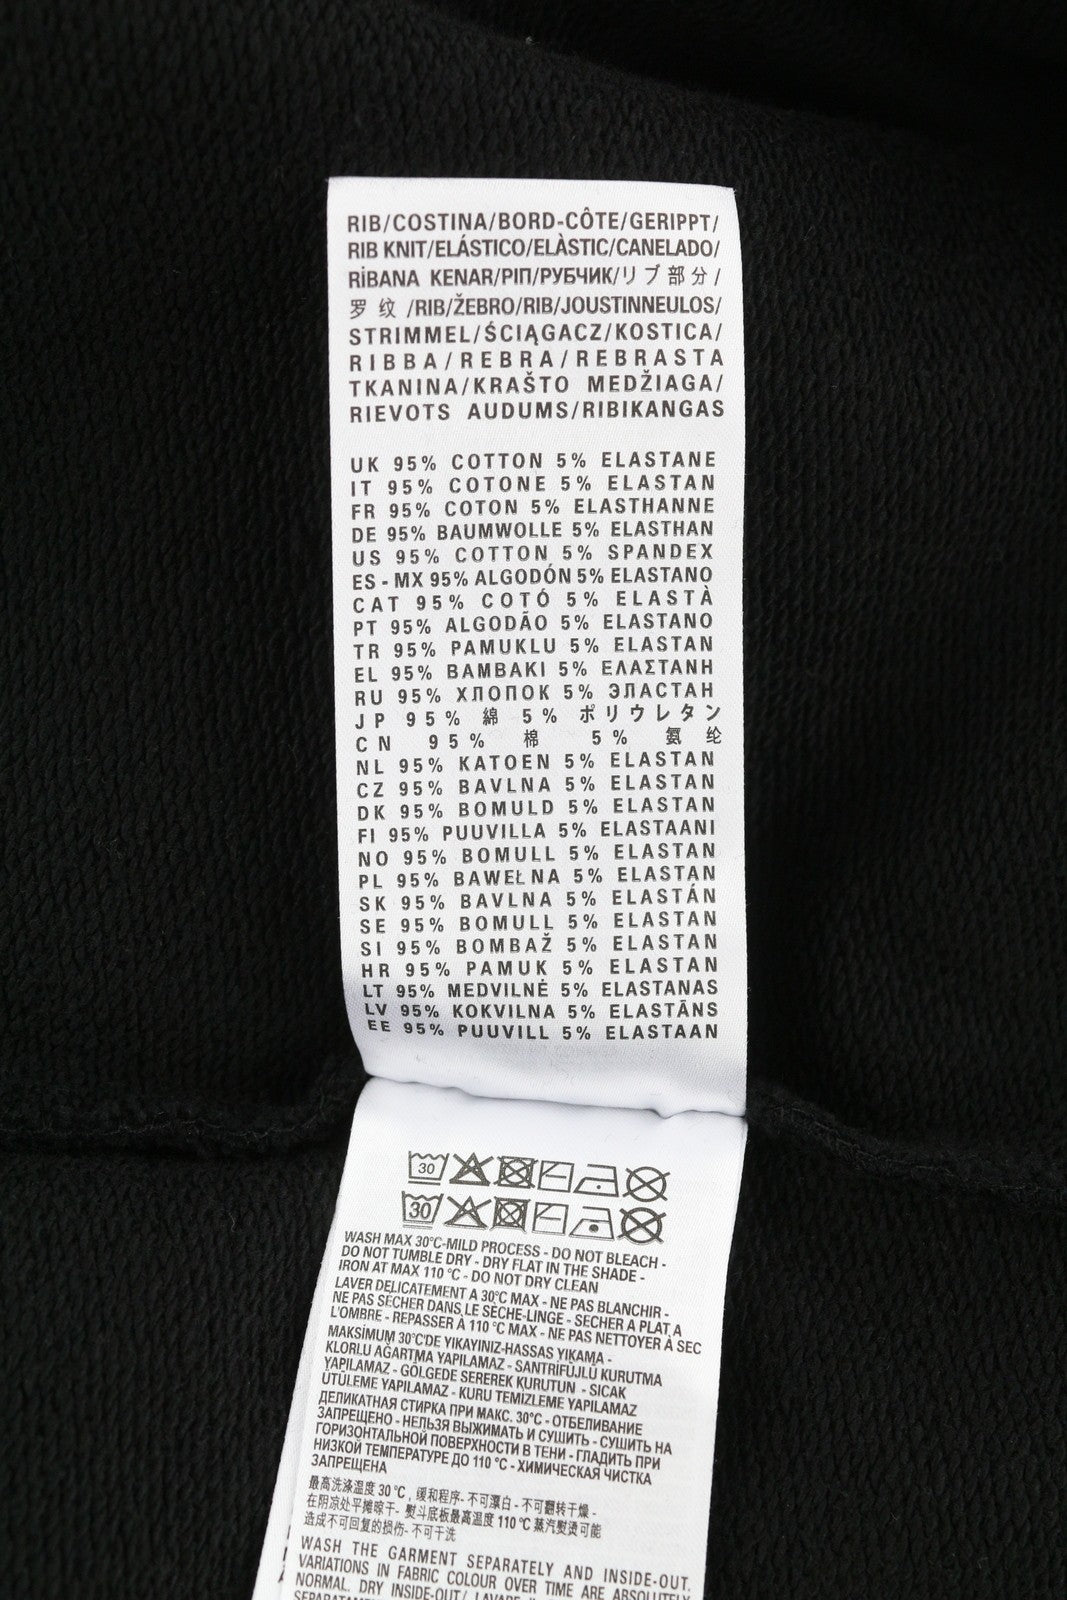 RIB/COSTINA/BORD-CÔTE/GERIPPT/
RIB KNIT/ELÁSTICO/ELÀSTIC/CANELADO/
RİBANA KENAR/РІП/РУБЧИК/リブ部分/
罗纹/RIB/ŽEBRO/RIB/JOUSTINNEULOS/
STRIMMEL/ŚCIĄGACZ/KOSTICA/
RIBBA/REBRA/REBRASTA
TKANINA/KRAŠTO MEDŽIAGA/
RIEVOTS AUDUMS/RIBIKANGAS
UK 95% COTTON 5% ELASTANE
IT 95% COTONE 5% ELASTAN
FR 95% COTON 5% ELASTHANNE
DE 95% BAUMWOLLE 5% ELASTHAN
US 95% COTTON 5% SPANDEX
ES - MX 95% ALGODÓN 5% ELASTANO
CAT 95% COTÓ 5% ELASTÀ
PT 95% ALGODÃO 5% ELASTANO
TR 95% PAMUKLU 5% ELASTAN
EL 95% BAMBAKI 5% ΕΛΑΣΤΑΝΗ
RU 95% ХЛОПОК 5% ЭЛАСТАН
JP 95% 綿 5% ポリウレタン
CN 95% 棉 5% 氨纶
NL 95% KATOEN 5% ELASTAN
CZ 95% BAVLNA 5% ELASTAN
DK 95% BOMULD 5% ELASTAN
FI 95% PUUVILLA 5% ELASTAANI
NO 95% BOMULL 5% ELASTAN
PL 95% BAWEŁNA 5% ELASTAN
SK 95% BAVLNA 5% ELASTÁN
SE 95% BOMULL 5% ELASTAN
SI 95% BOMBAŽ 5% ELASTAN
HR 95% PAMUK 5% ELASTAN
LT 95% MEDVILNĖ 5% ELASTANAS
LV 95% KOKVILNA 5% ELASTĀNS
EE 95% PUUVILL 5% ELASTAAN
30
30
WASH MAX 30°C-MILD PROCESS - DO NOT BLEACH -
DO NOT TUMBLE DRY - DRY FLAT IN THE SHADE -
IRON AT MAX 110 °C - DO NOT DRY CLEAN
LAVER DELICATEMENT A 30°C MAX - NE PAS BLANCHIR -
NE PAS SÉCHER DANS LE SÈCHE-LINGE - SECHER A PLAT A
L'OMBRE - REPASSER À 110 °C MAX - NE PAS NETTOYER À SEC
MAKSİMUM 30°C'DE YIKAYINIZ-HASSAS YIKAMA -
KLORLU AĞARTMA YAPILAMAZ - SANTRİFÜJLÜ KURUTMA
YAPILAMAZ - GÖLGEDE SEREREK KURUTUN - SICAK
ÜTÜLEME YAPILAMAZ - KURU TEMİZLEME YAPILAMAZ
ДЕЛИКАТНАЯ СТИРКА ПРИ МАКС. 30°C - ОТБЕЛИВАНИЕ
ЗАПРЕЩЕНО - НЕЛЬЗЯ ВЫЖИМАТЬ И СУШИТЬ - СУШИТЬ НА
ГОРИЗОНТАЛЬНОЙ ПОВЕРХНОСТИ В ТЕНИ - ГЛАДИТЬ ПРИ
НИЗКОЙ ТЕМПЕРАТУРЕ ДО 110 °C - ХИМИЧЕСКАЯ ЧИСТКА
ЗАПРЕЩЕНА
最高洗涤温度 30 °C , 缓和程序- 不可漂白 - 不可翻转干燥 -
在阴凉处平摊晾干- 熨斗底板最高温度 110 °C 蒸汽熨烫可能
造成不可回复的损伤- 不可干洗
WASH THE GARMENT SEPARATELY AND INSIDE-OUT.
VARIATIONS IN FABRIC COLOUR OVER TIME ARE ABSOLUTELY
NORMAL. DRY INSIDE-OUT./